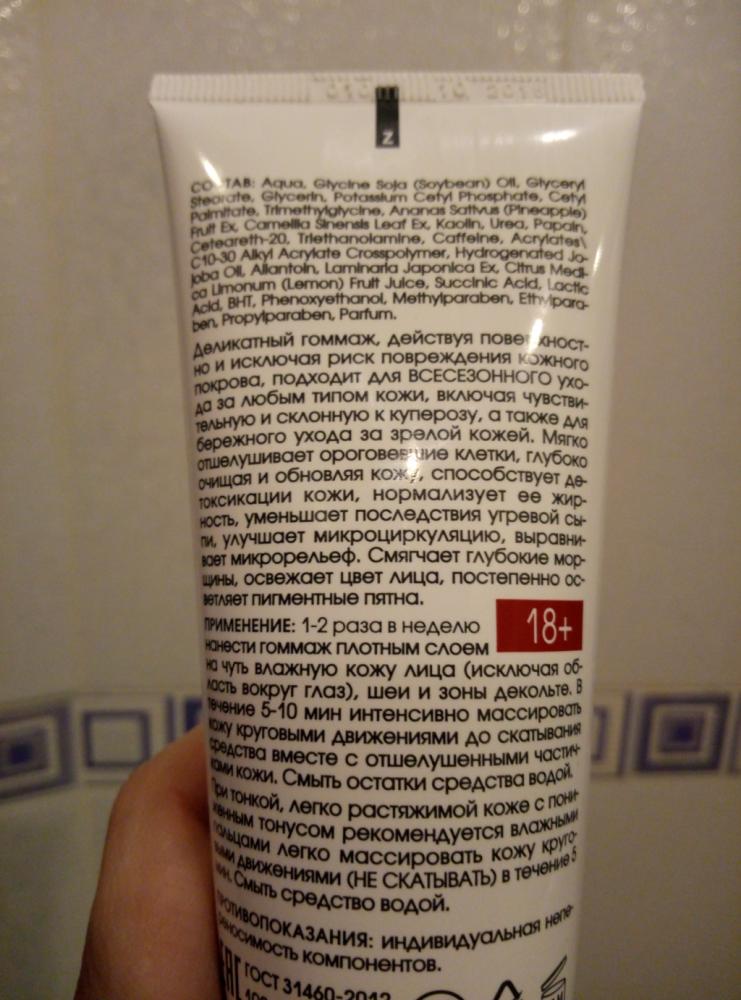 Z
СОСТАВ: Aqua, Glycine Soja (Soybean) Oil, Glyceryl
Stearate, Glycerin, Potassium Cetyl Phosphate, Cetyl
Palmitate, Trimethylglycine, Ananas Sativus (Pineapple)
Fruit Ex, Camellia Sinensis Leaf Ex, Kaolin, Urea, Papain,
Ceteareth-20, Triethanolamine, Caffeine, Acrylates\
C10-30 Alkyl Acrylate Crosspolymer, Hydrogenated Jo-
joba Oil, Allantoin, Laminaria Japonica Ex, Citrus Medi-
ca Limonum (Lemon) Fruit Juice, Succinic Acid, Lactic
Acid, BHT, Phenoxyethanol, Methylparaben, Ethylpara-
ben, Propylparaben, Parfum.
Деликатный гоммаж, действуя поверхност-
но и исключая риск повреждения кожного
покрова, подходит для ВСЕСЕЗОННОГО ухо-
да за любым типом кожи, включая чувстви-
тельную и склонную к куперозу, а также для
бережного ухода за зрелой кожей. Мягко
отшелушивает ороговевшие клетки, глубоко
очищая и обновляя кожу, способствует де-
токсикации кожи, нормализует ее жир-
ность, уменьшает последствия угревой сы-
пи, улучшает микроциркуляцию, выравни-
вает микрорельеф. Смягчает глубокие мор-
щины, освежает цвет лица, постепенно ос-
ветляет пигментные пятна.
ПРИМЕНЕНИЕ: 1-2 раза в неделю
нанести гоммаж плотным слоем
18+
на чуть влажную кожу лица (исключая об-
ласть вокруг глаз), шеи и зоны декольте. В
течение 5-10 мин интенсивно массировать
кожу круговыми движениями до скатывания
средства вместе с отшелушенными частич-
ками кожи. Смыть остатки средства водой.
При тонкой, легко растяжимой коже с пони-
женным тонусом рекомендуется влажными
пальцами легко массировать кожу круго-
выми движениями (НЕ СКАТЫВАТЬ) в течение 5
мин. Смыть средство водой.
ПРОТИВОПОКАЗАНИЯ: индивидуальная непе-
реносимость компонентов.
ГОСТ 31460-2012